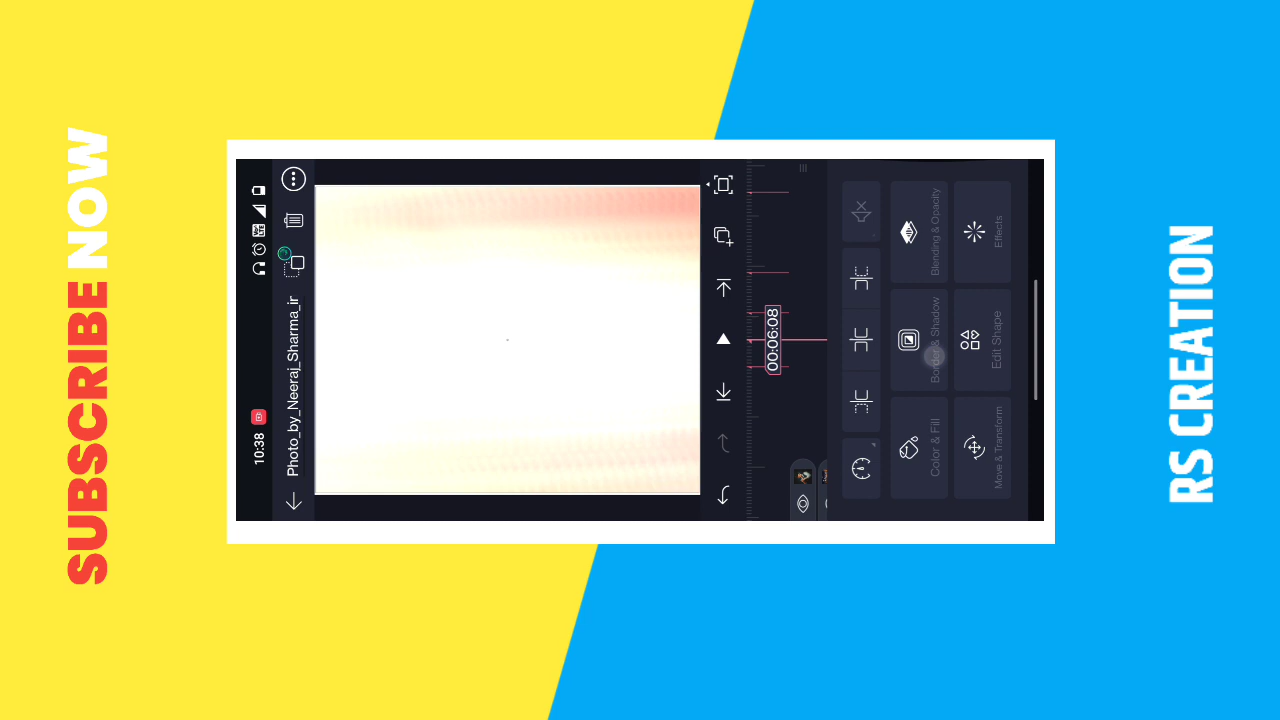 SUBSCRIBE NOW
10:38
Photo_by_Neeraj_Sharma_ir
00:06:08
Color & Fill
Border & Shadow
Blending & Opacity
Move & Transform
Edit Shape
Effects
RS CREATION